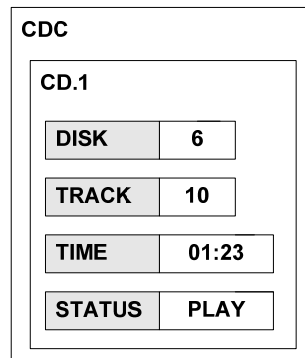 CDC
CD.1
DISK 6
TRACK 10
TIME 01:23
STATUS PLAY